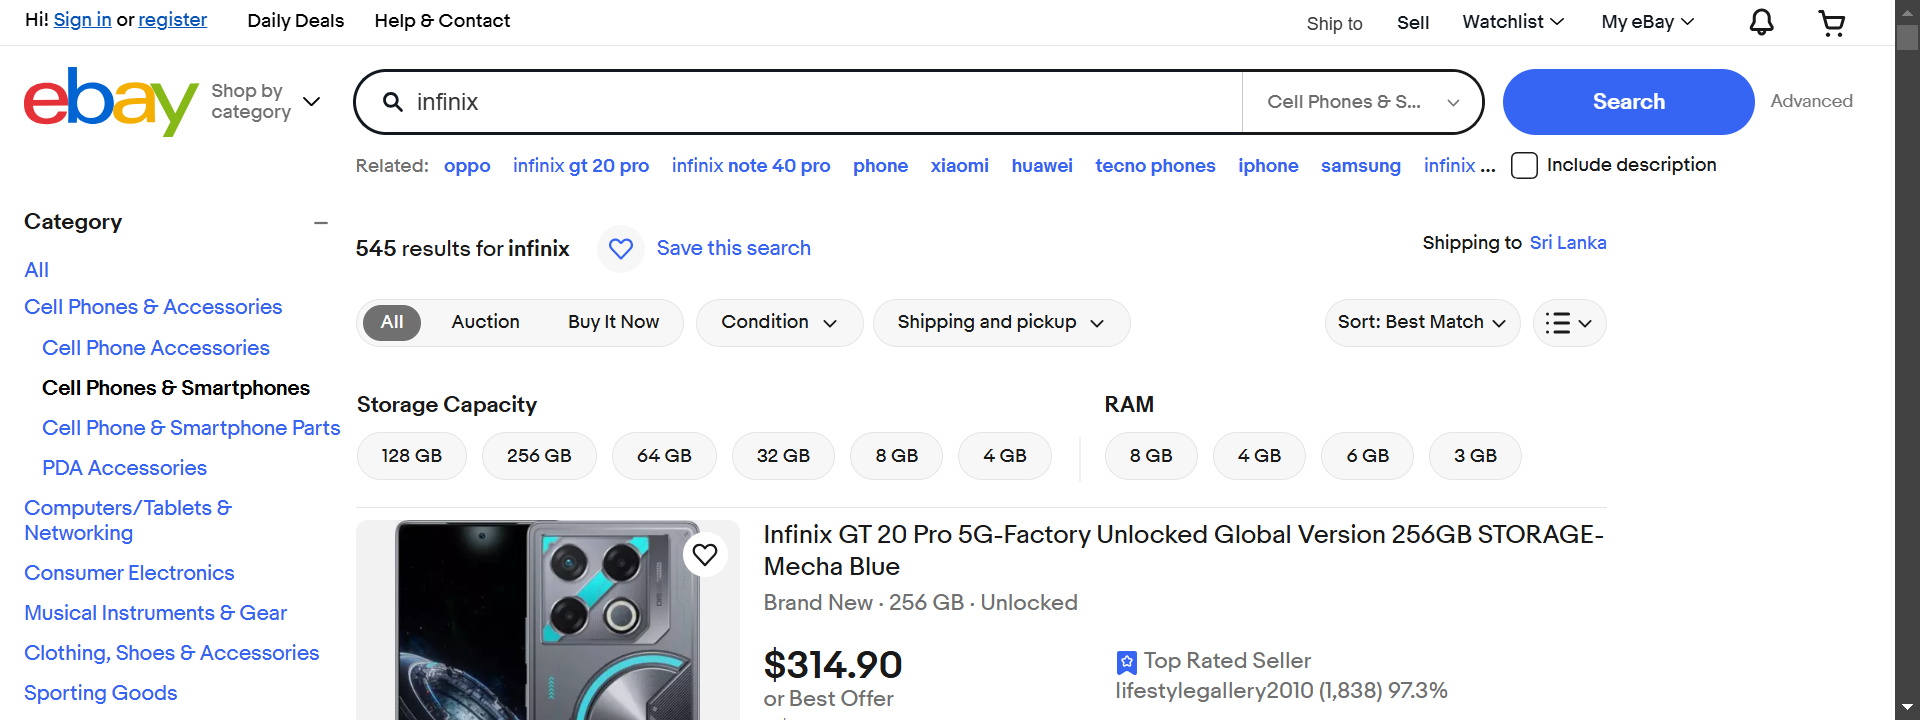 Hi! Sign in or register Daily Deals Help & Contact Ship to Sell Watchlist My eBay
ebay
Shop by category
infinix
Cell Phones & S...
Search
Advanced
Related: oppo infinix gt 20 pro infinix note 40 pro phone xiaomi huawei tecno phones iphone samsung infinix ... Include description
Category
All
Cell Phones & Accessories
Cell Phone Accessories
Cell Phones & Smartphones
Cell Phone & Smartphone Parts
PDA Accessories
Computers/Tablets &
Networking
Consumer Electronics
Musical Instruments & Gear
Clothing, Shoes & Accessories
Sporting Goods
545 results for infinix Save this search Shipping to Sri Lanka
All Auction Buy It Now Condition Shipping and pickup Sort: Best Match
Storage Capacity RAM
128 GB 256 GB 64 GB 32 GB 8 GB 4 GB 8 GB 4 GB 6 GB 3 GB
Infinix GT 20 Pro 5G-Factory Unlocked Global Version 256GB STORAGE-
Mecha Blue
Brand New · 256 GB · Unlocked
$314.90
or Best Offer
Top Rated Seller
lifestylegallery2010 (1,838) 97.3%